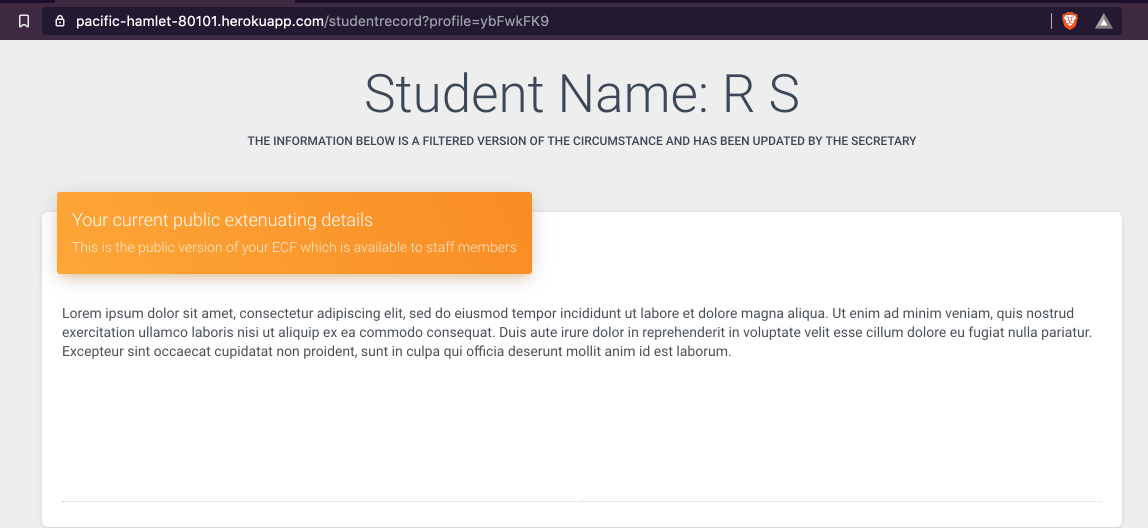 pacific-hamlet-80101.herokuapp.com/studentrecord?profile=ybFwkFK9
Student Name: R S
THE INFORMATION BELOW IS A FILTERED VERSION OF THE CIRCUMSTANCE AND HAS BEEN UPDATED BY THE SECRETARY
Your current public extenuating details
This is the public version of your ECF which is available to staff members
Lorem ipsum dolor sit amet, consectetur adipiscing elit, sed do eiusmod tempor incididunt ut labore et dolore magna aliqua. Ut enim ad minim veniam, quis nostrud
exercitation ullamco laboris nisi ut aliquip ex ea commodo consequat. Duis aute irure dolor in reprehenderit in voluptate velit esse cillum dolore eu fugiat nulla pariatur.
Excepteur sint occaecat cupidatat non proident, sunt in culpa qui officia deserunt mollit anim id est laborum.